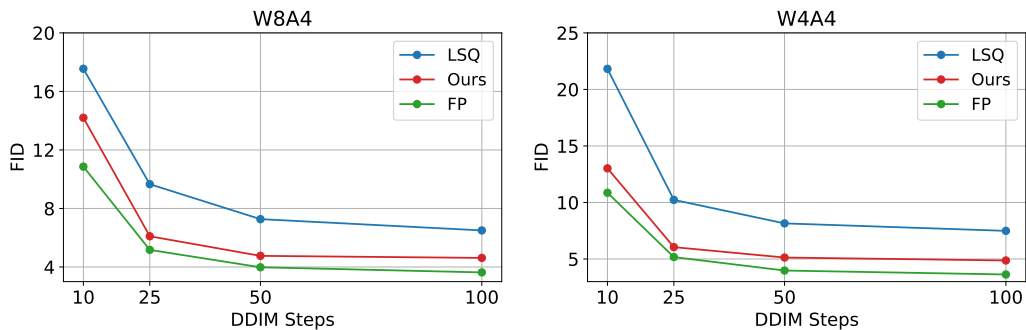 W8A4
20
16
12
8
4
FID
10 25 50 100
DDIM Steps
LSQ
Ours
FP
W4A4
25
20
15
10
5
FID
10 25 50 100
DDIM Steps
LSQ
Ours
FP